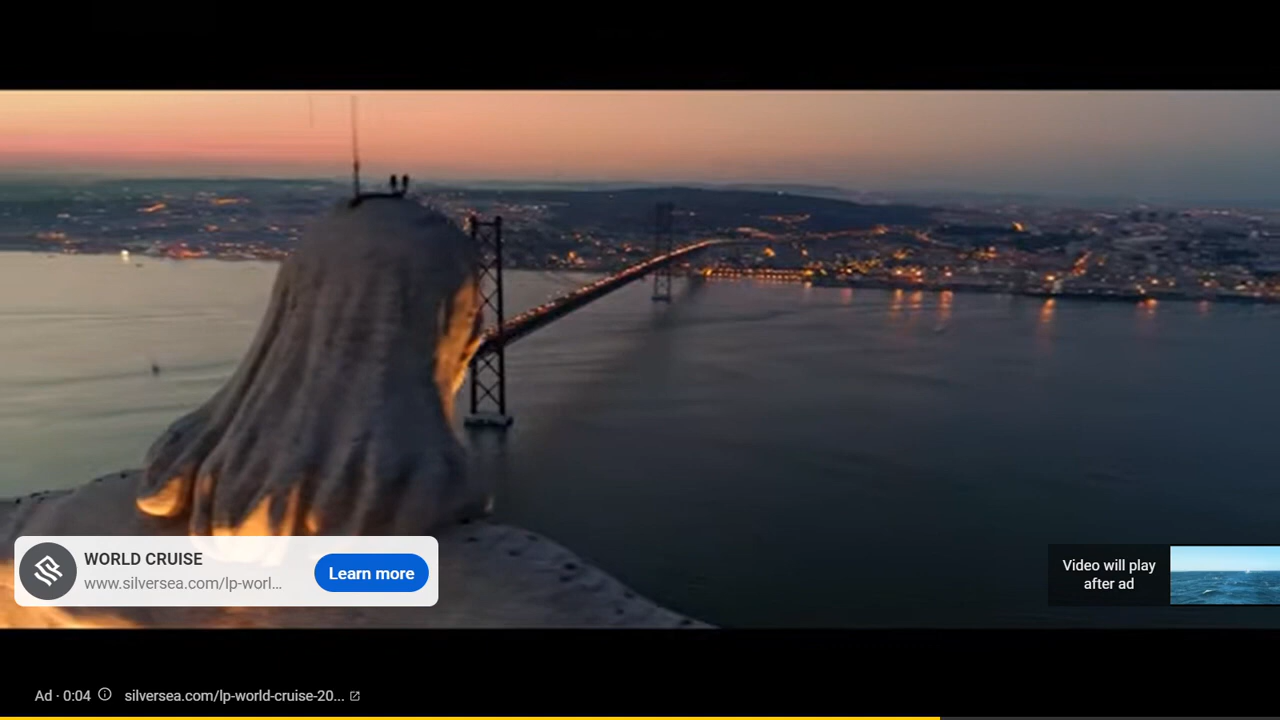 WORLD CRUISE
www.silversea.com/lp-worl...
Learn more
Video will play
after ad
Ad · 0:04
silversea.com/lp-world-cruise-20...